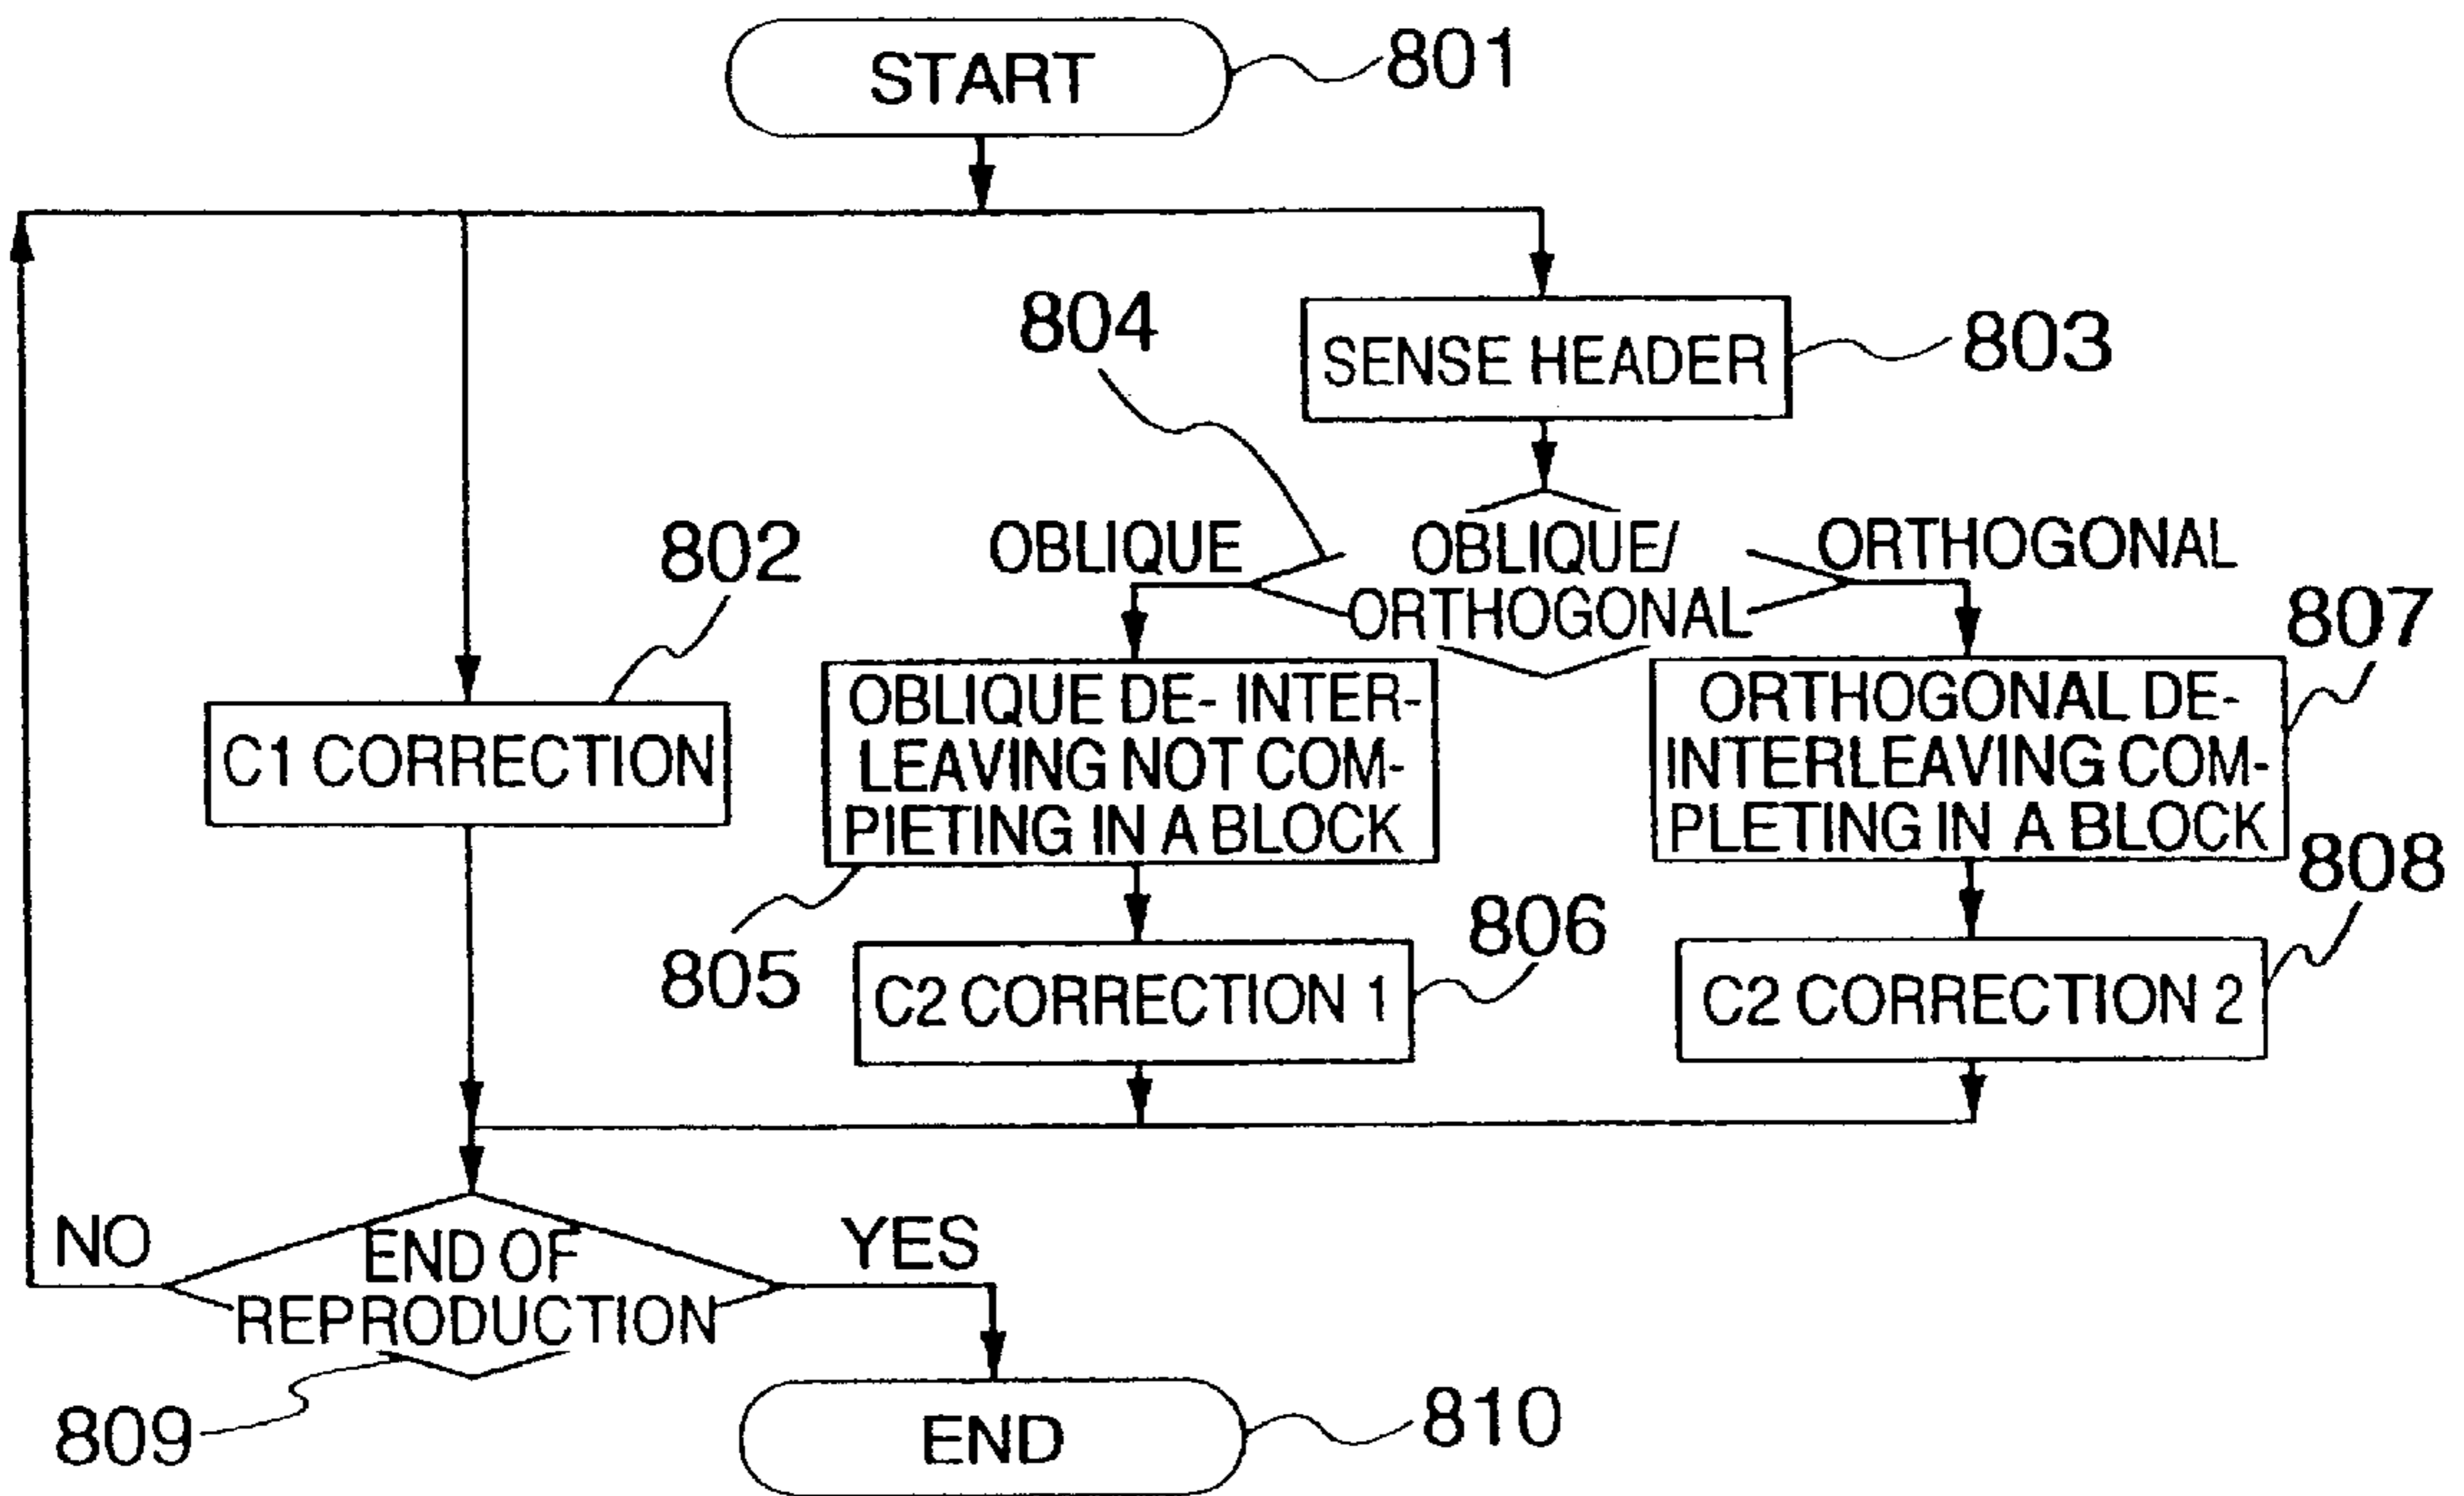 START
801
804
SENSE HEADER
803
802
OBLIQUE
OBLIQUE/
ORTHOGONAL
ORTHOGONAL
807
C1 CORRECTION
OBLIQUE DE- INTER-
LEAVING NOT COM-
PIETING IN A BLOCK
ORTHOGONAL DE-
INTERLEAVING COM-
PLETING IN A BLOCK
808
805
806
C2 CORRECTION 1
C2 CORRECTION 2
NO
END OF
REPRODUCTION
YES
809
END
810